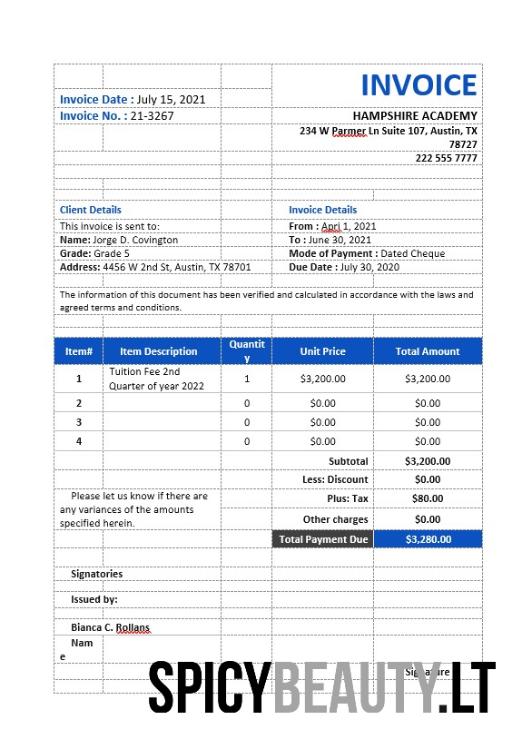 INVOICE
Invoice Date : July 15, 2021
Invoice No. : 21-3267
HAMPSHIRE ACADEMY
234 W Parmer Ln Suite 107, Austin, TX
78727
222 555 7777
Client Details
Invoice Details
This invoice is sent to:
From : Apri 1, 2021
Name: Jorge D. Covington
To : June 30, 2021
Grade: Grade 5
Mode of Payment : Dated Cheque
Address: 4456 W 2nd St, Austin, TX 78701
Due Date : July 30, 2020
The information of this document has been verified and calculated in accordance with the laws and
agreed terms and conditions.
Item# Item Description Quantit
y Unit Price Total Amount
1 Tuition Fee 2nd
Quarter of year 2022 1 $3,200.00 $3,200.00
2 0 $0.00 $0.00
3 0 $0.00 $0.00
4 0 $0.00 $0.00
Subtotal $3,200.00
Less: Discount $0.00
Please let us know if there are
any variances of the amounts
specified herein.
Plus: Tax $80.00
Other charges $0.00
Total Payment Due $3,280.00
Signatories
Issued by:
Bianca C. Rollans
Nam
e
Signature
SPICYBEAUTY.LT